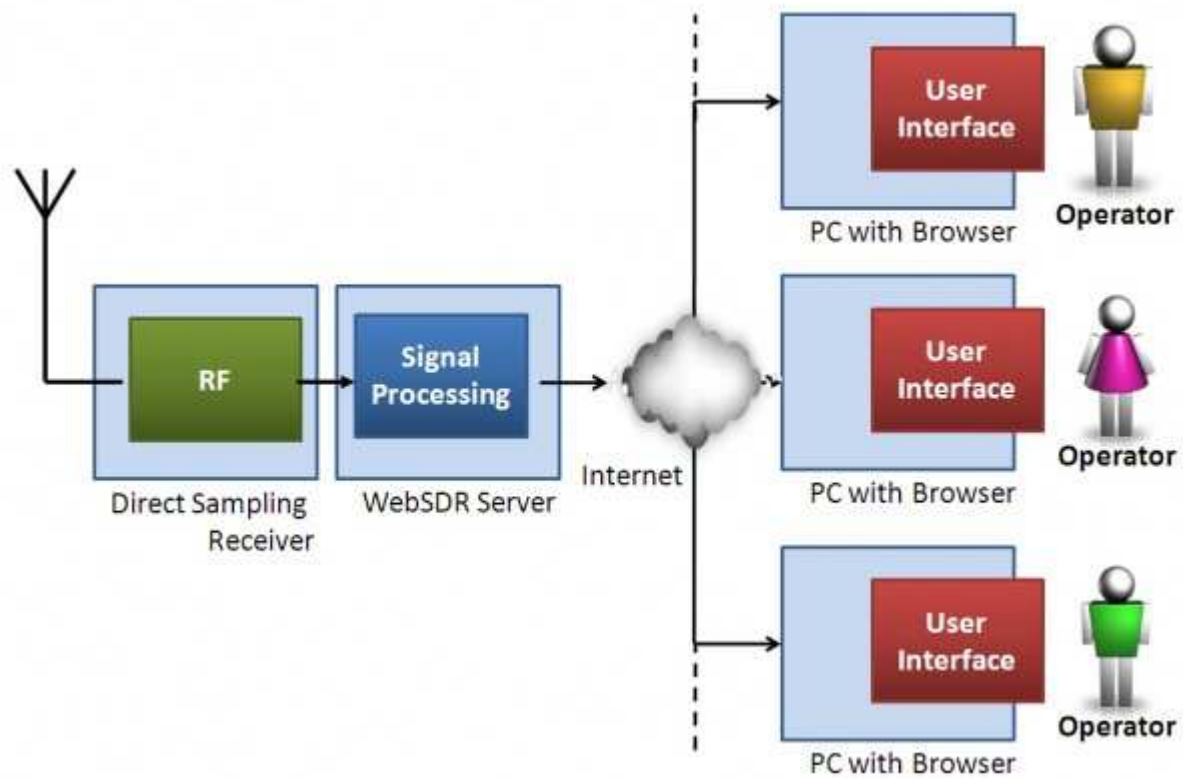 User
Interface
Operator
PC with Browser
RF
Signal
Processing
Direct Sampling
Receiver
WebSDR Server
Internet
User
Interface
Operator
PC with Browser
User
Interface
Operator
PC with Browser